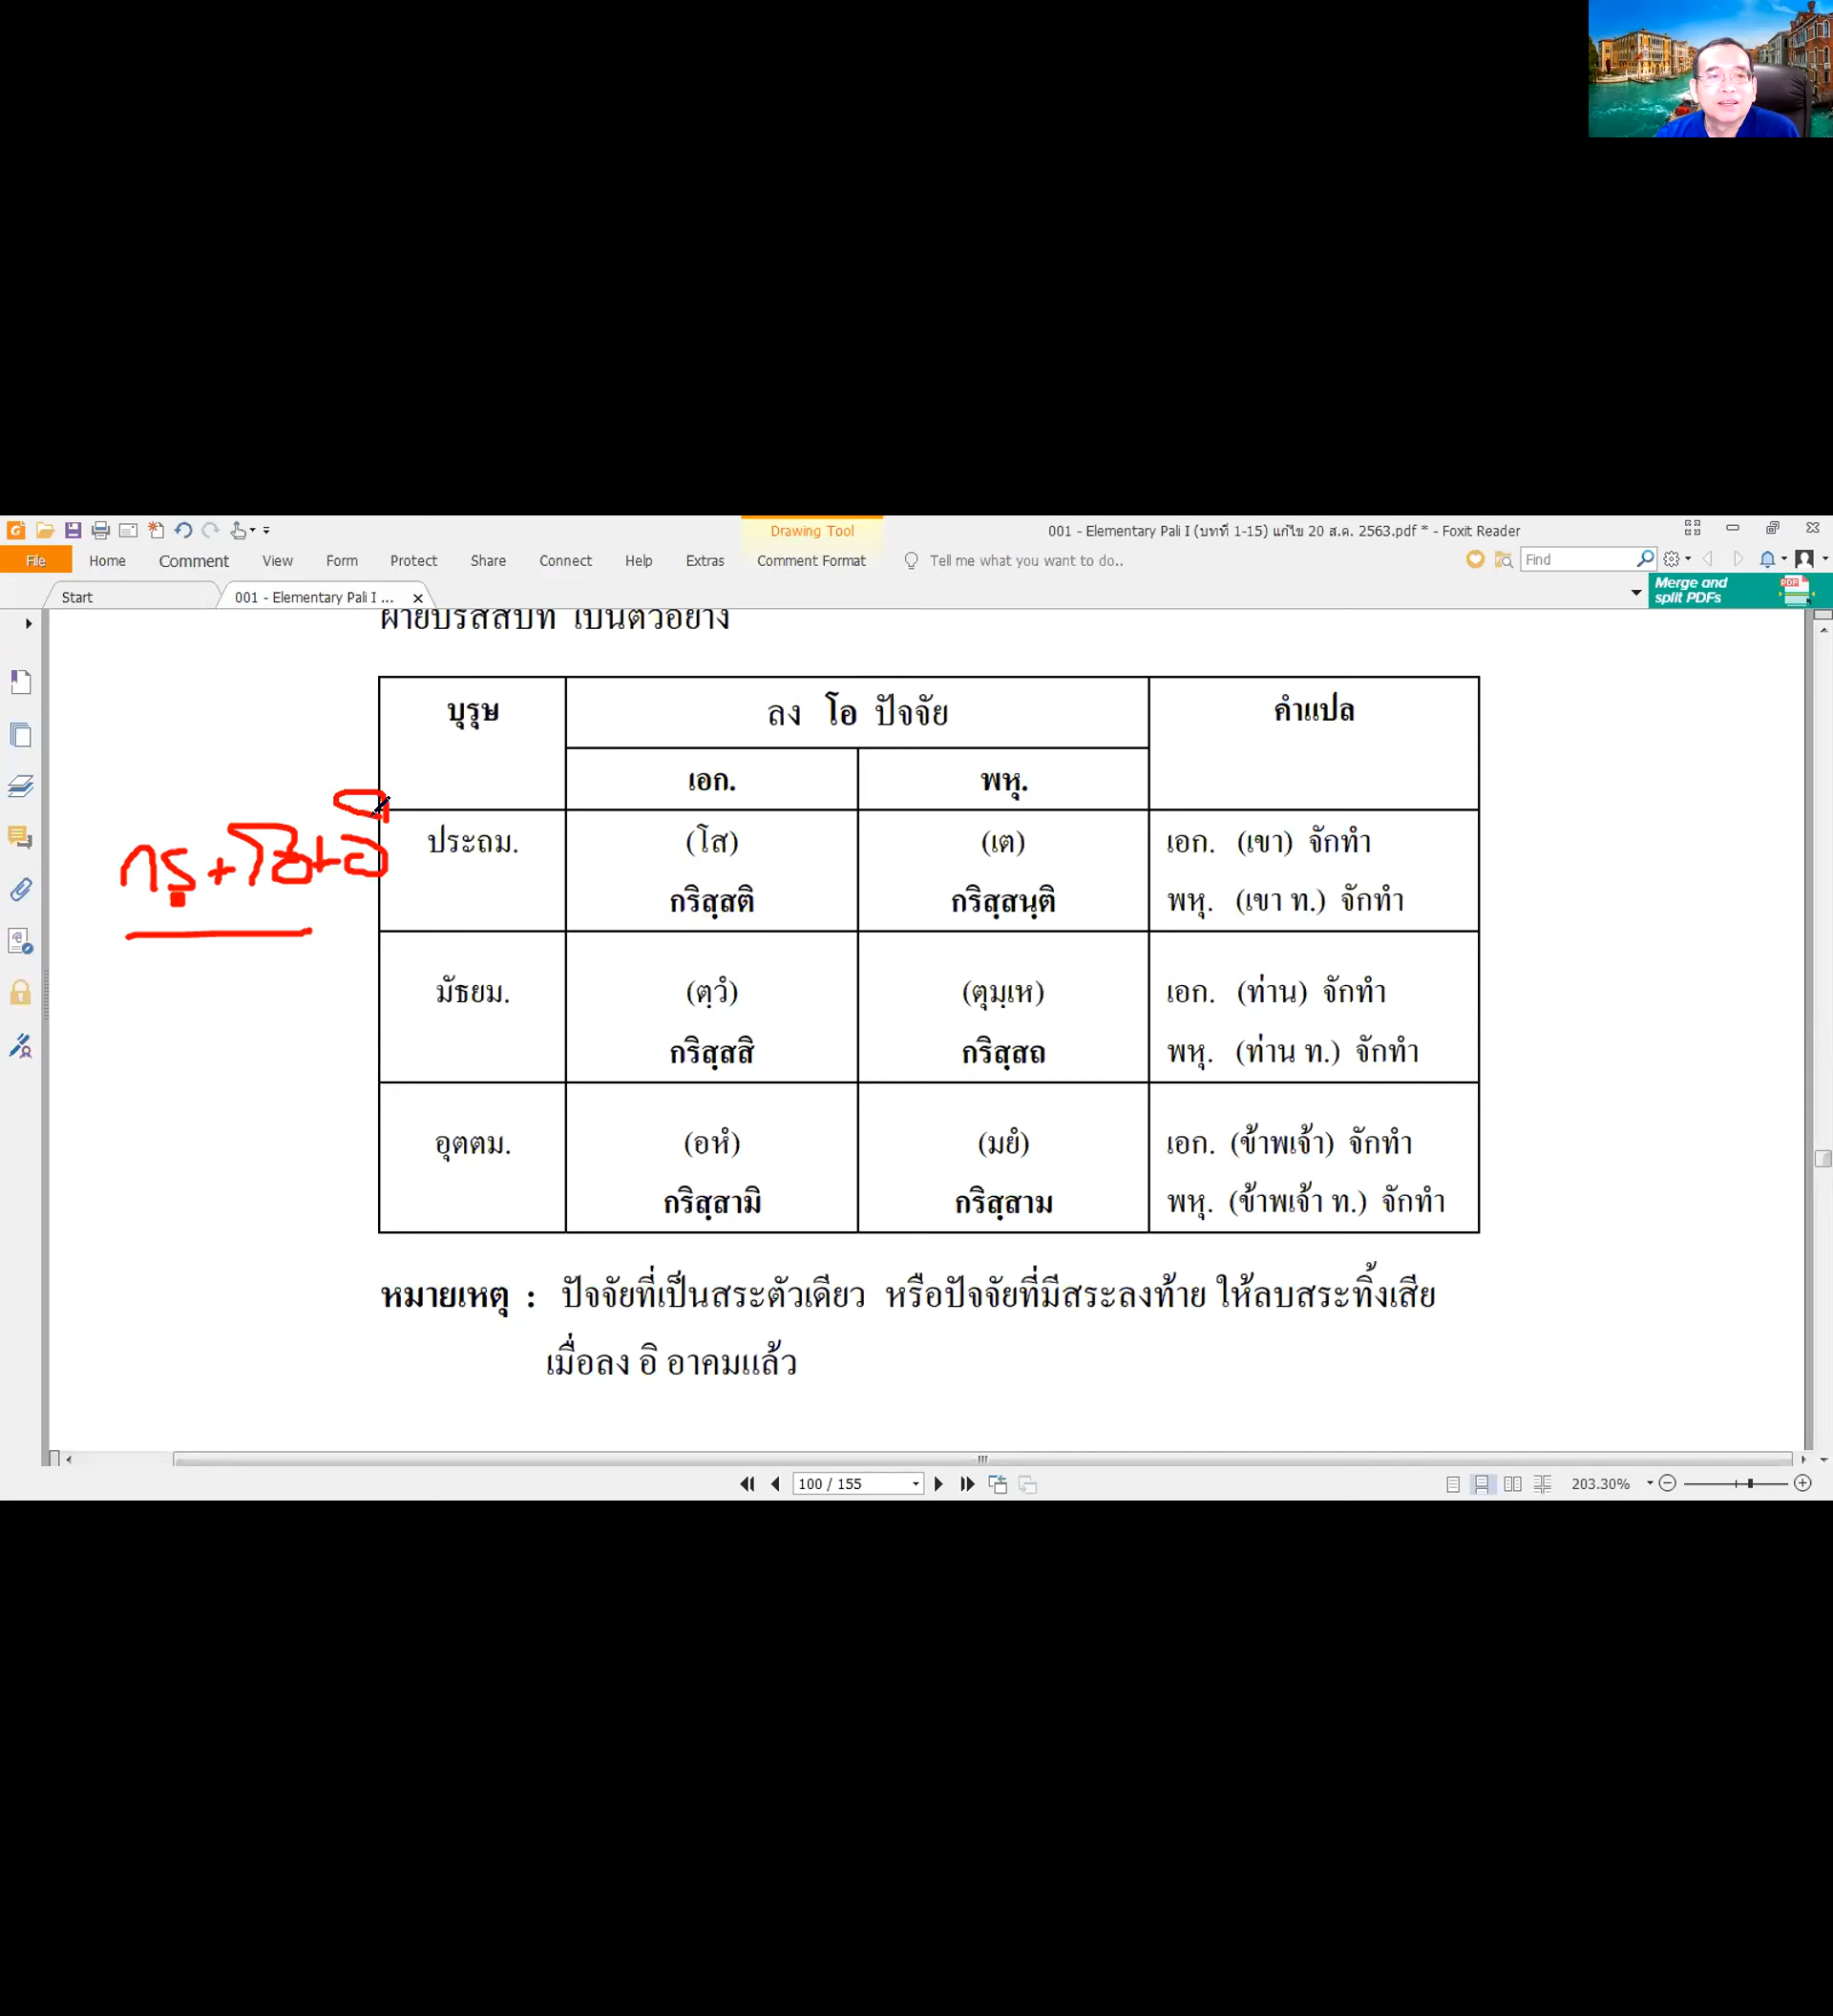 Drawing Tool
001 - Elementary Pali I (บทที่ 1-15) แก้ไข 20 ส.ค. 2563.pdf * - Foxit Reader
File Home Comment View Form Protect Share Connect Help Extras Comment Format Tell me what you want to do.. Find
Start 001 - Elementary Pali I ... Merge and
split PDFs
ฝ่ายปรัสสบท เป็นตัวอย่าง
บุรุษ ลง โอ ปัจจัย คำแปล
เอก. พหุ.
ประถม. (โส) (เต) เอก. (เขา) จักทำ
กริสฺสติ กริสฺสนฺติ พหุ. (เขา ท.) จักทำ
กรฺ+โอ+อิ
มัธยม. (ตฺวํ) (ตุมฺเห) เอก. (ท่าน) จักทำ
กริสฺสสิ กริสฺสถ พหุ. (ท่าน ท.) จักทำ
อุตตม. (อหํ) (มยํ) เอก. (ข้าพเจ้า) จักทำ
กริสฺสามิ กริสฺสาม พหุ. (ข้าพเจ้า ท.) จักทำ
หมายเหตุ : ปัจจัยที่เป็นสระตัวเดียว หรือปัจจัยที่มีสระลงท้าย ให้ลบสระทิ้งเสีย
เมื่อลง อิ อาคมแล้ว
100 / 155 203.30%